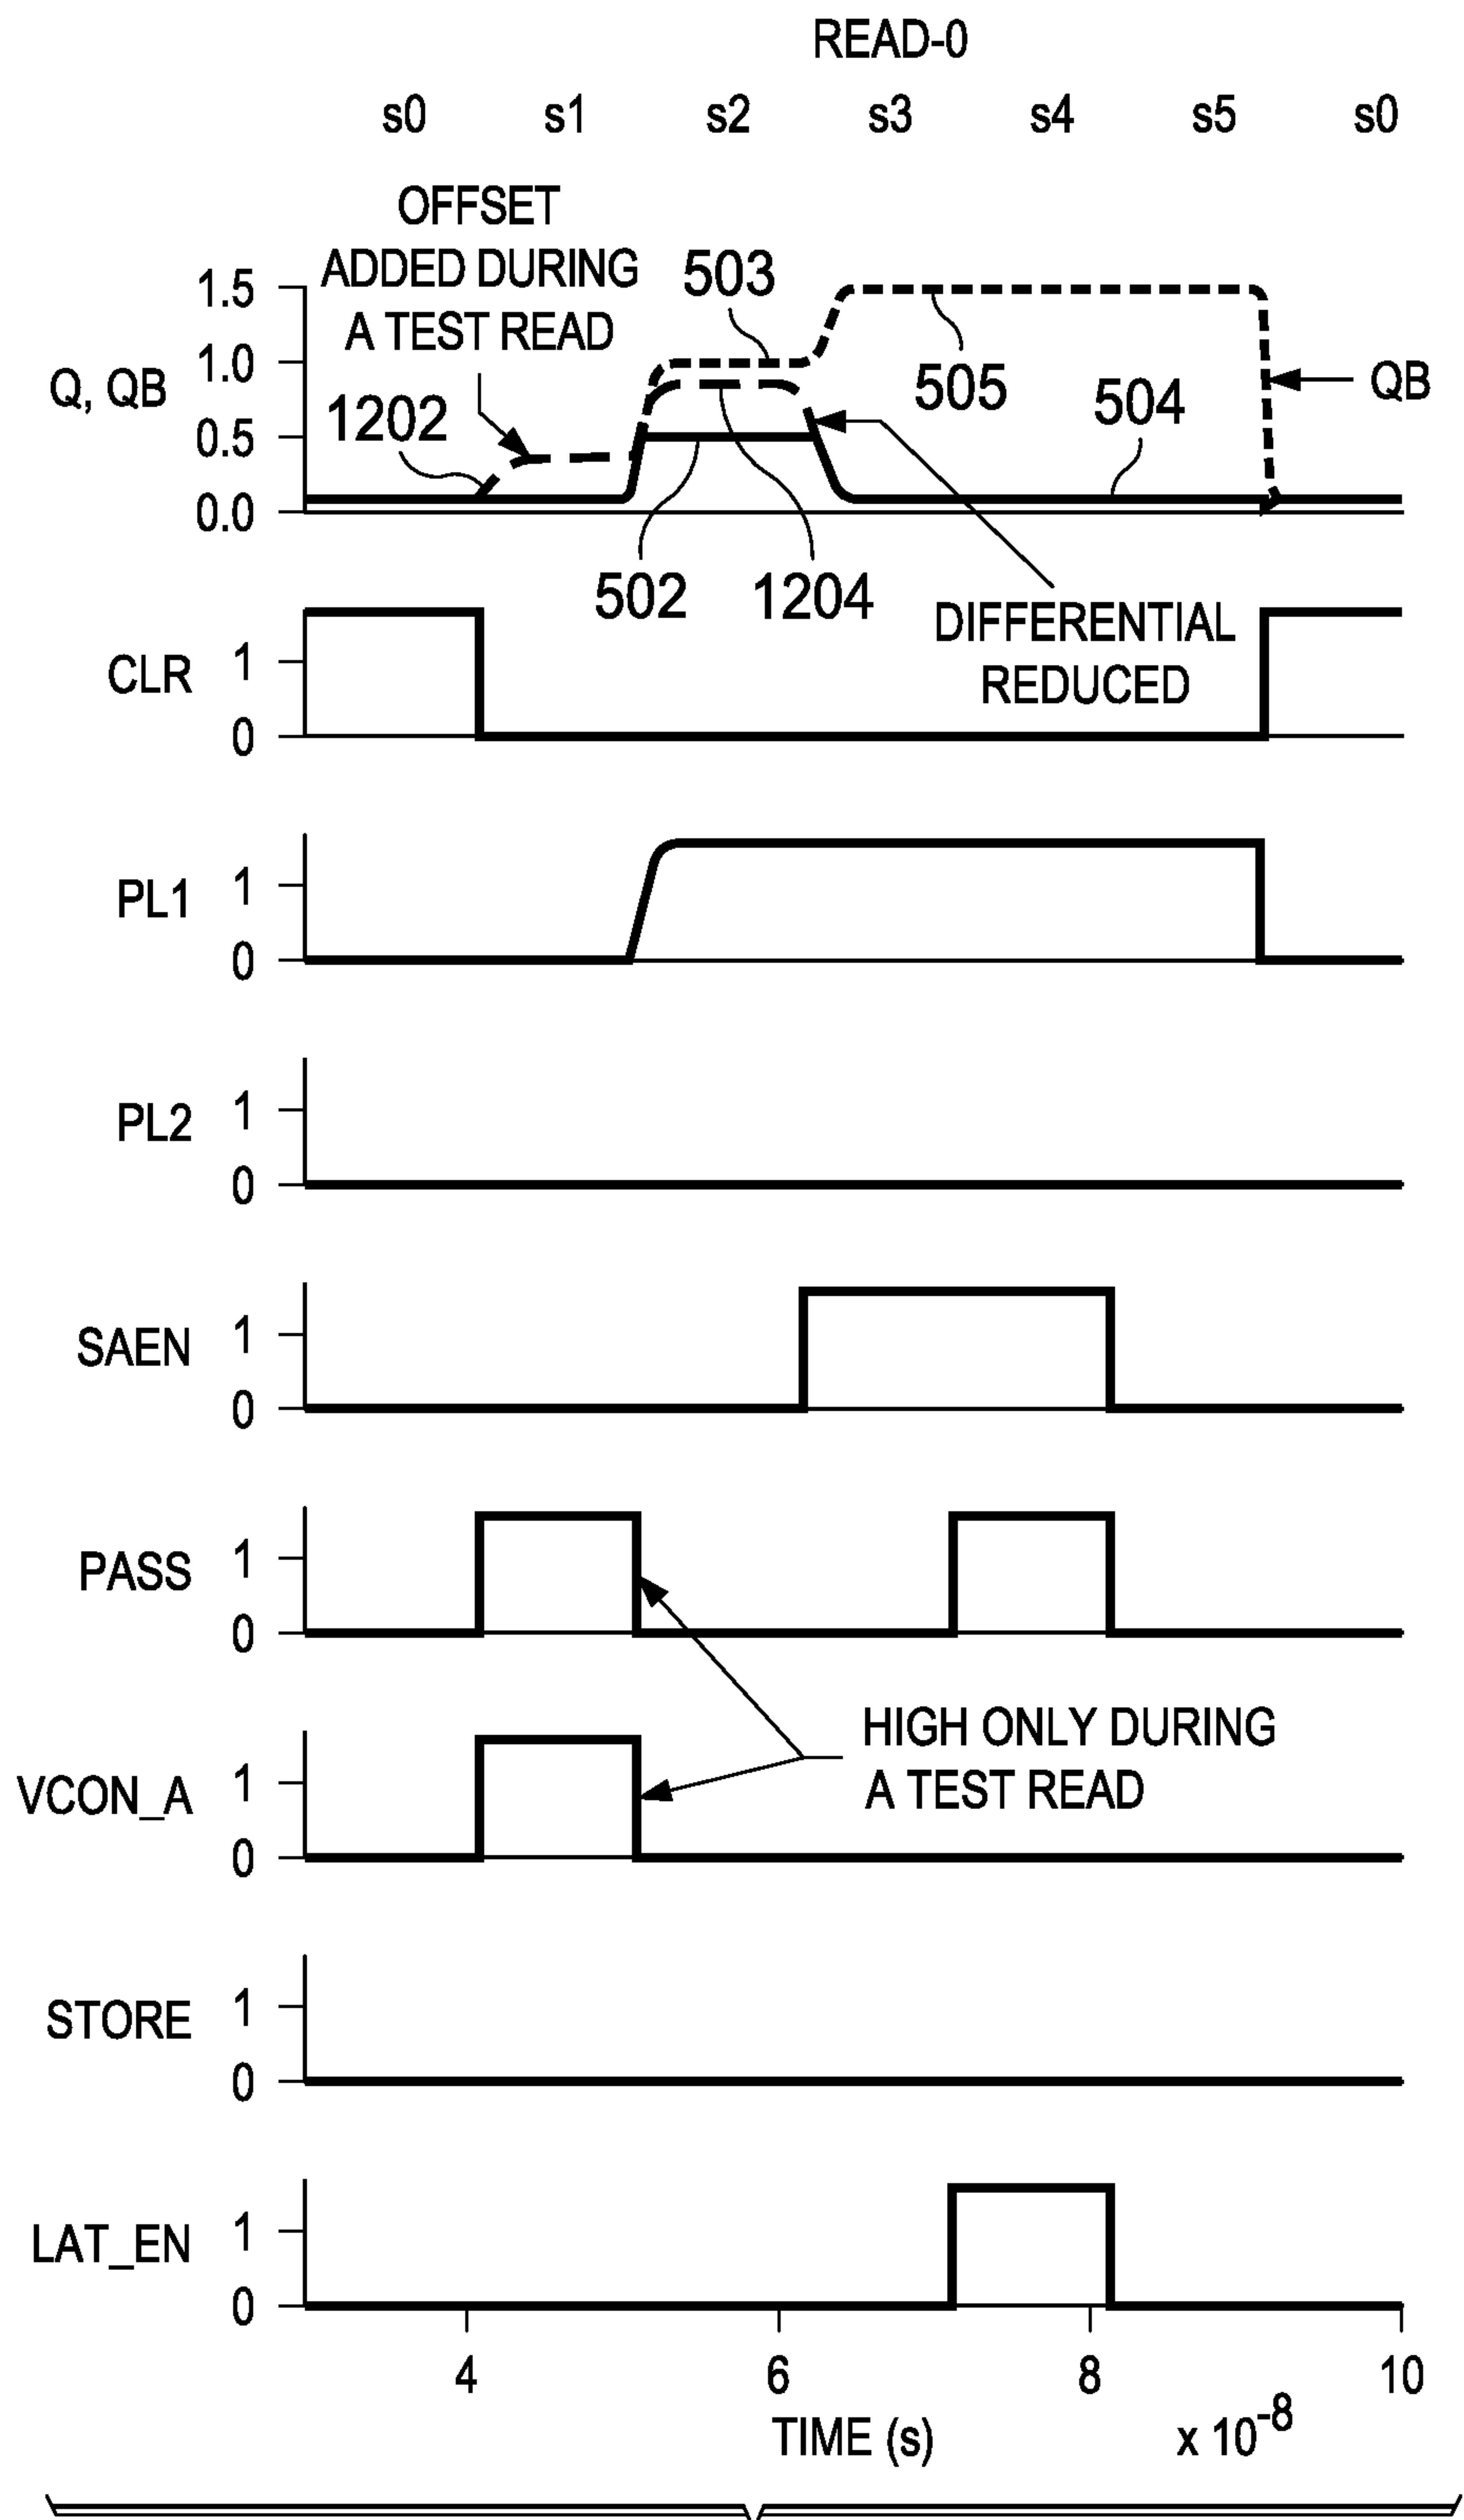 READ-0
s0 s1 s2 s3 s4 s5 s0
OFFSET
ADDED DURING
A TEST READ
503
1202
505
504
QB
Q, QB
1.5
1.0
0.5
0.0
502
1204
DIFFERENTIAL
REDUCED
CLR
1
0
PL1
1
0
PL2
1
0
SAEN
1
0
PASS
1
0
HIGH ONLY DURING
A TEST READ
VCON_A
1
0
STORE
1
0
LAT_EN
1
0
4 6 8 10
TIME (s) x 10-8